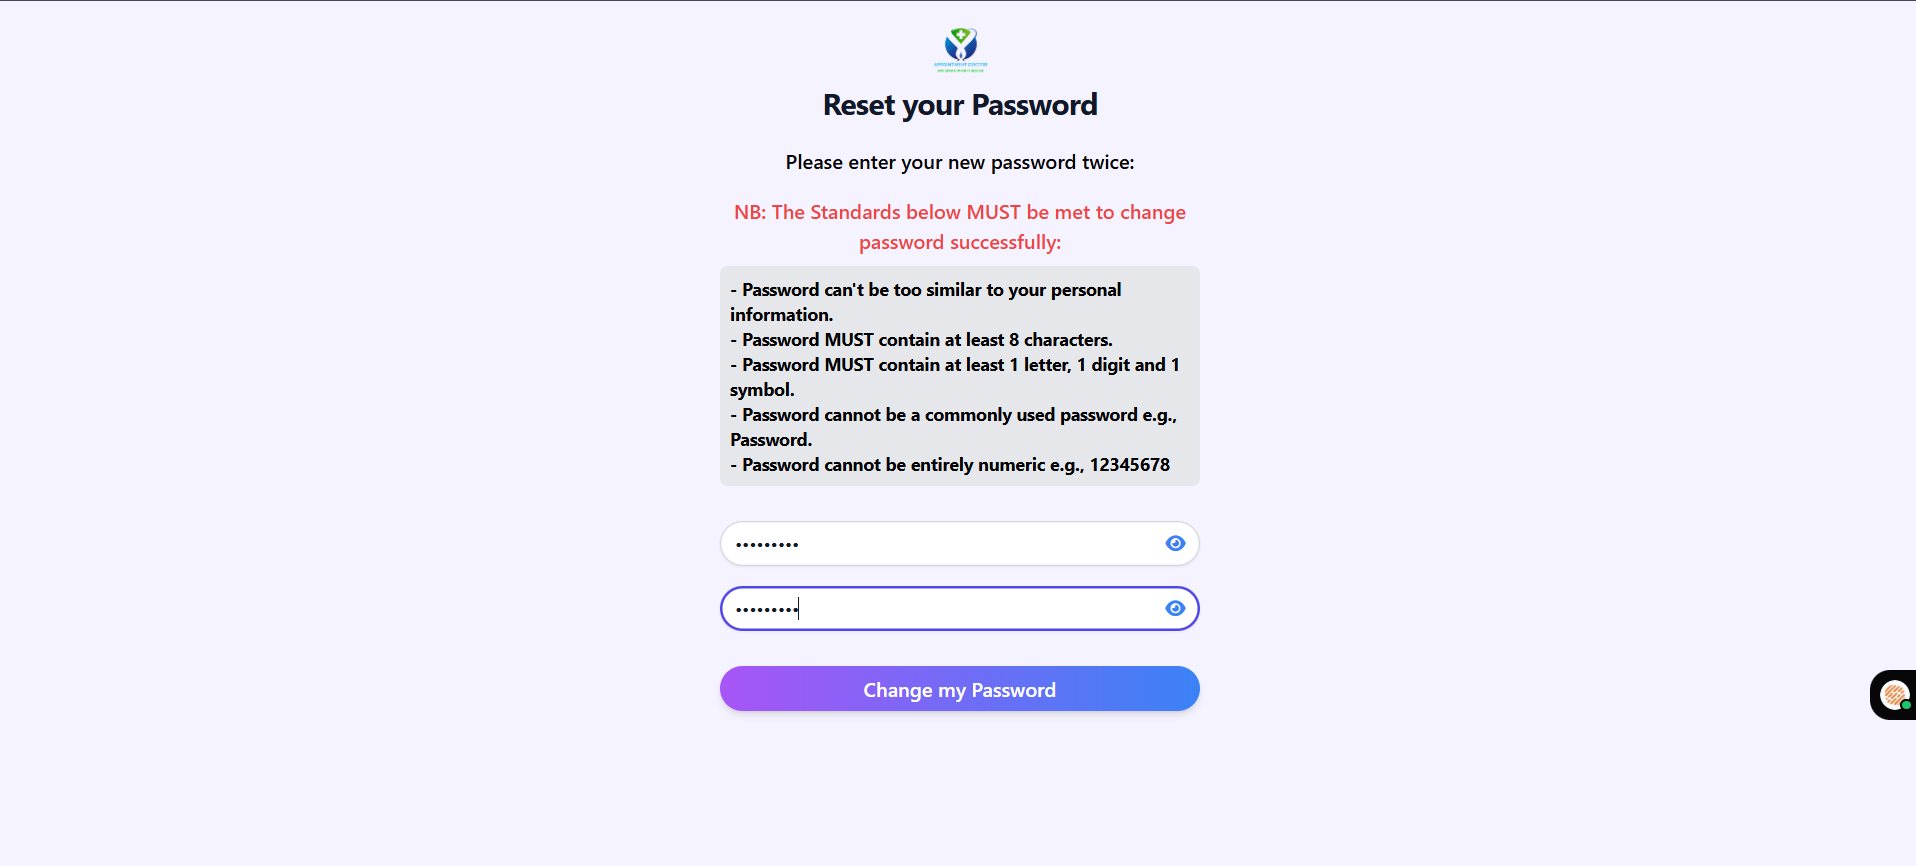 APPOINTMENT DOCTOR
Reset your Password
Please enter your new password twice:
NB: The Standards below MUST be met to change
password successfully:
- Password can't be too similar to your personal
information.
- Password MUST contain at least 8 characters.
- Password MUST contain at least 1 letter, 1 digit and 1
symbol.
- Password cannot be a commonly used password e.g.,
Password.
- Password cannot be entirely numeric e.g., 12345678
Change my Password